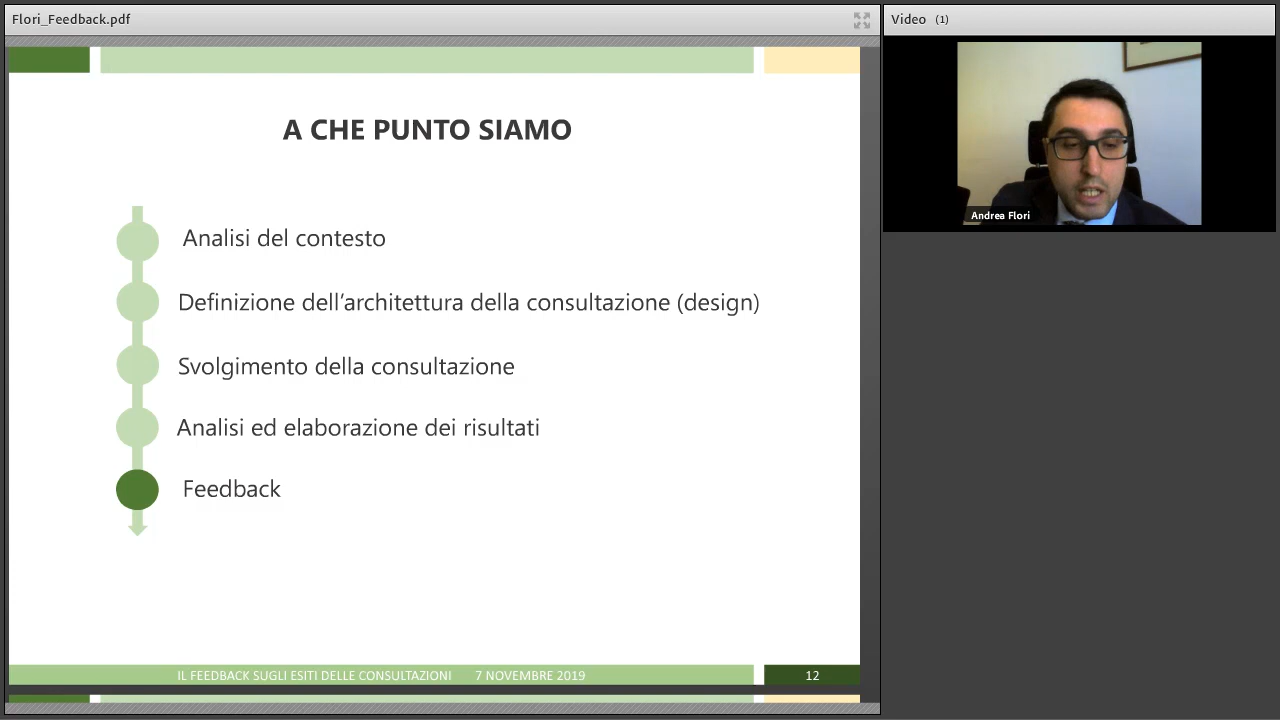 Flori_Feedback.pdf
Video (1)
A CHE PUNTO SIAMO
Analisi del contesto
Definizione dell’architettura della consultazione (design)
Svolgimento della consultazione
Analisi ed elaborazione dei risultati
Feedback
Andrea Flori
IL FEEDBACK SUGLI ESITI DELLE CONSULTAZIONI 7 NOVEMBRE 2019
12